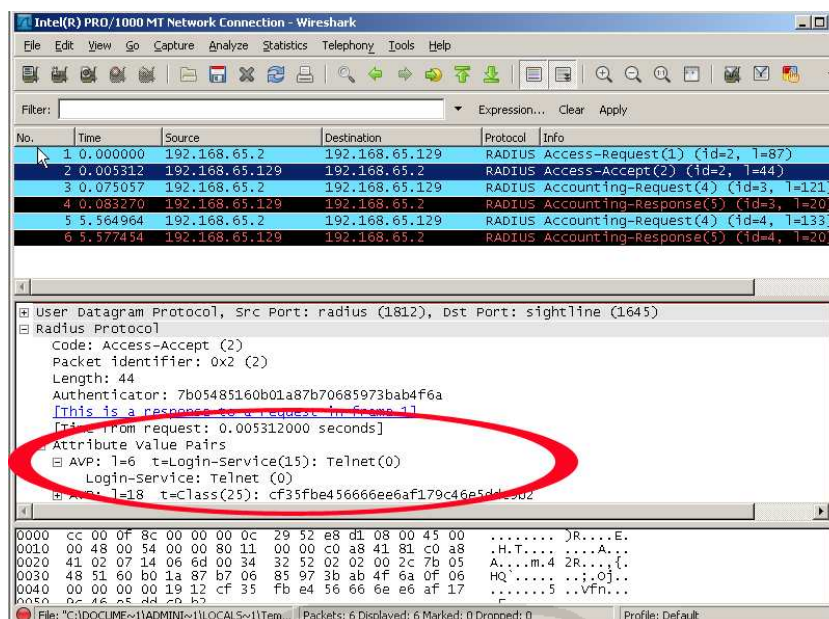 Intel(R) PRO/1000 MT Network Connection - Wireshark
File Edit View Go Capture Analyze Statistics Telephony Tools Help
Filter: Expression... Clear Apply
No. Time Source Destination Protocol Info
1 0.000000 192.168.65.2 192.168.65.129 RADIUS Access-Request(1) (id=2, l=87)
2 0.005312 192.168.65.129 192.168.65.2 RADIUS Access-Accept(2) (id=2, l=44)
3 0.075057 192.168.65.2 192.168.65.129 RADIUS Accounting-Request(4) (id=3, l=121)
4 0.083270 192.168.65.129 192.168.65.2 RADIUS Accounting-Response(5) (id=3, l=20)
5 5.564964 192.168.65.2 192.168.65.129 RADIUS Accounting-Request(4) (id=4, l=133)
6 5.577454 192.168.65.129 192.168.65.2 RADIUS Accounting-Response(5) (id=4, l=20)
User Datagram Protocol, Src Port: radius (1812), Dst Port: sightline (1645)
Radius Protocol
Code: Access-Accept (2)
Packet identifier: 0x2 (2)
Length: 44
Authenticator: 7b05485160b01a87b70685973bab4f6a
[This is a response to a request in frame 1]
[Time from request: 0.005312000 seconds]
Attribute Value Pairs
AVP: l=6 t=Login-Service(15): Telnet(0)
Login-Service: Telnet (0)
AVP: l=18 t=Class(25): cf35fbe456666ee6af179c46e5ddc9b2
0000 cc 00 0f 8c 00 00 00 0c 29 52 e8 d1 08 00 45 00 ........ )R....E.
0010 00 48 00 54 00 00 80 11 00 00 c0 a8 41 81 c0 a8 .H.T.... ....A...
0020 41 02 07 14 06 6d 00 34 32 52 02 02 00 2c 7b 05 A....m.4 2R...,{.
0030 48 51 60 b0 1a 87 b7 06 85 97 3b ab 4f 6a 0f 06 HQ`..... ..;.Oj..
0040 00 00 00 00 19 12 cf 35 fb e4 56 66 6e e6 af 17 .......5 ..Vfn...
0050 9c 46 e5 dd c9 b2 .F....
File: "C:\DOCUME~1\ADMINI~1\LOCALS~1\Tem... Packets: 6 Displayed: 6 Marked: 0 Dropped: 0 Profile: Default